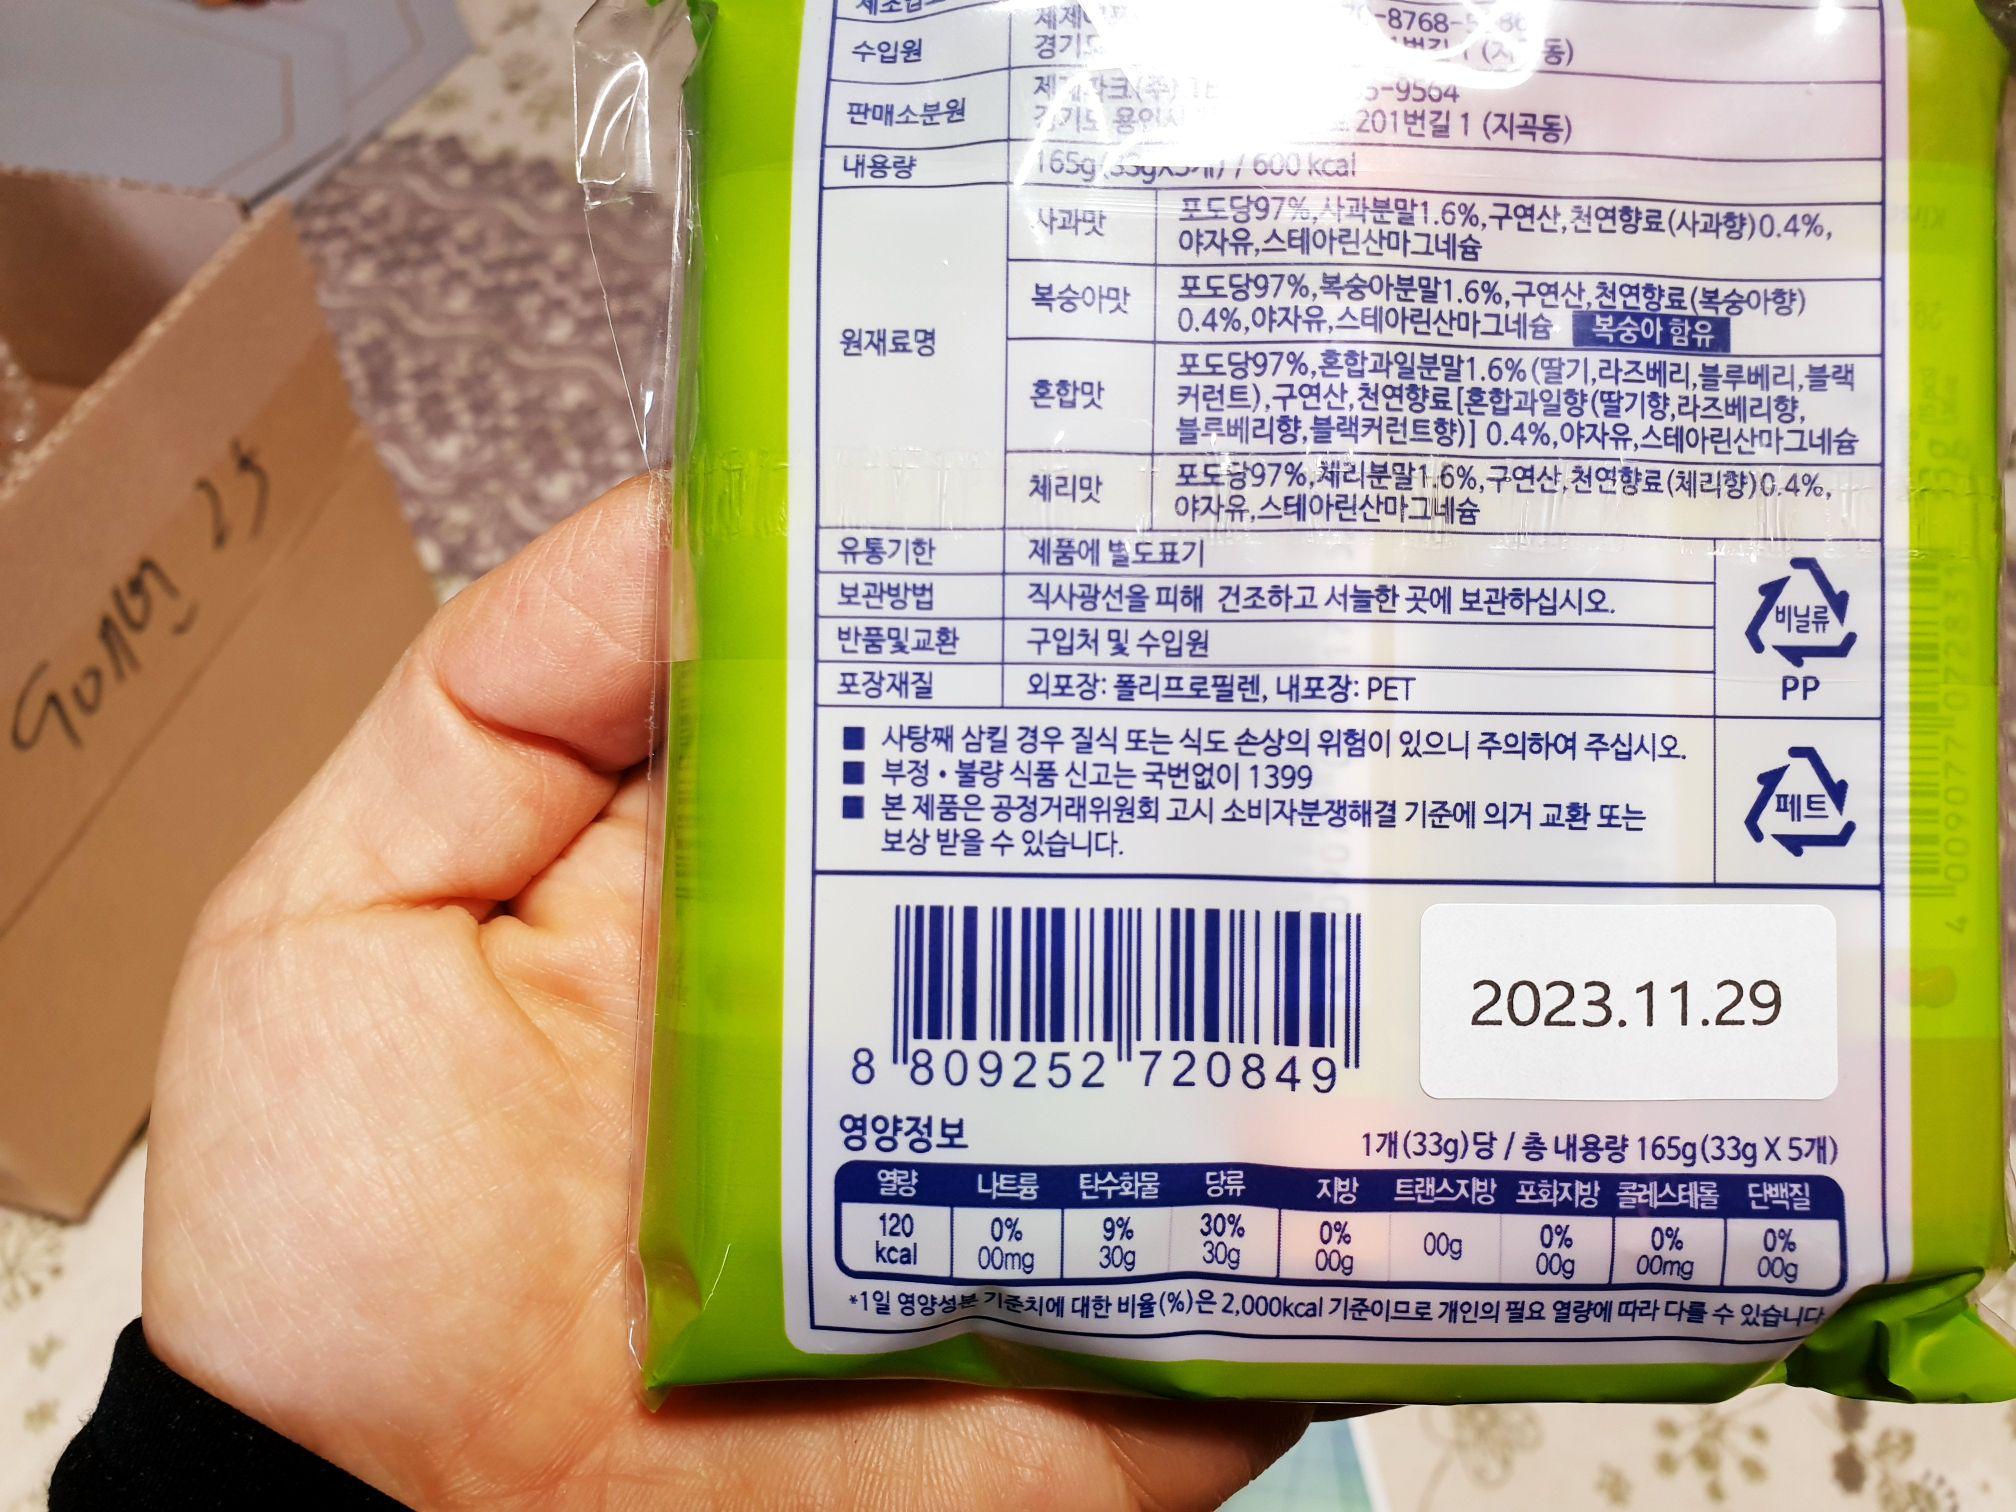 수입원
경기도
동)
판매소분원
-9564
경기도 용인시
201번길 1 (지곡동)
내용량
165g(33gX5개) / 600 kcal
원재료명
사과맛
포도당97%,사과분말1.6%,구연산,천연향료(사과향)0.4%,
야자유,스테아린산마그네슘
복숭아맛
포도당97%,복숭아분말1.6%,구연산,천연향료(복숭아향)
0.4%,야자유,스테아린산마그네슘 복숭아 함유
혼합맛
포도당97%,혼합과일분말1.6%(딸기,라즈베리,블루베리,블랙
커런트),구연산,천연향료[혼합과일향(딸기향,라즈베리향,
블루베리향,블랙커런트향)] 0.4%,야자유,스테아린산마그네슘
체리맛
포도당97%,체리분말1.6%,구연산,천연향료(체리향)0.4%,
야자유,스테아린산마그네슘
유통기한
제품에 별도표기
보관방법
직사광선을 피해 건조하고 서늘한 곳에 보관하십시오.
반품및교환
구입처 및 수입원
포장재질
외포장: 폴리프로필렌, 내포장: PET
비닐류
PP
페트
■ 사탕째 삼킬 경우 질식 또는 식도 손상의 위험이 있으니 주의하여 주십시오.
■ 부정·불량 식품 신고는 국번없이 1399
■ 본 제품은 공정거래위원회 고시 소비자분쟁해결 기준에 의거 교환 또는
보상 받을 수 있습니다.
8 809252 720849
2023.11.29
영양정보
1개(33g)당 / 총 내용량 165g(33g X 5개)
열량 나트륨 탄수화물 당류 지방 트랜스지방 포화지방 콜레스테롤 단백질
120 0% 9% 30% 0% 00g 0% 0% 0%
kcal 00mg 30g 30g 00g 00g 00mg 00g
*1일 영양성분 기준치에 대한 비율(%)은 2,000kcal 기준이므로 개인의 필요 열량에 따라 다를 수 있습니다